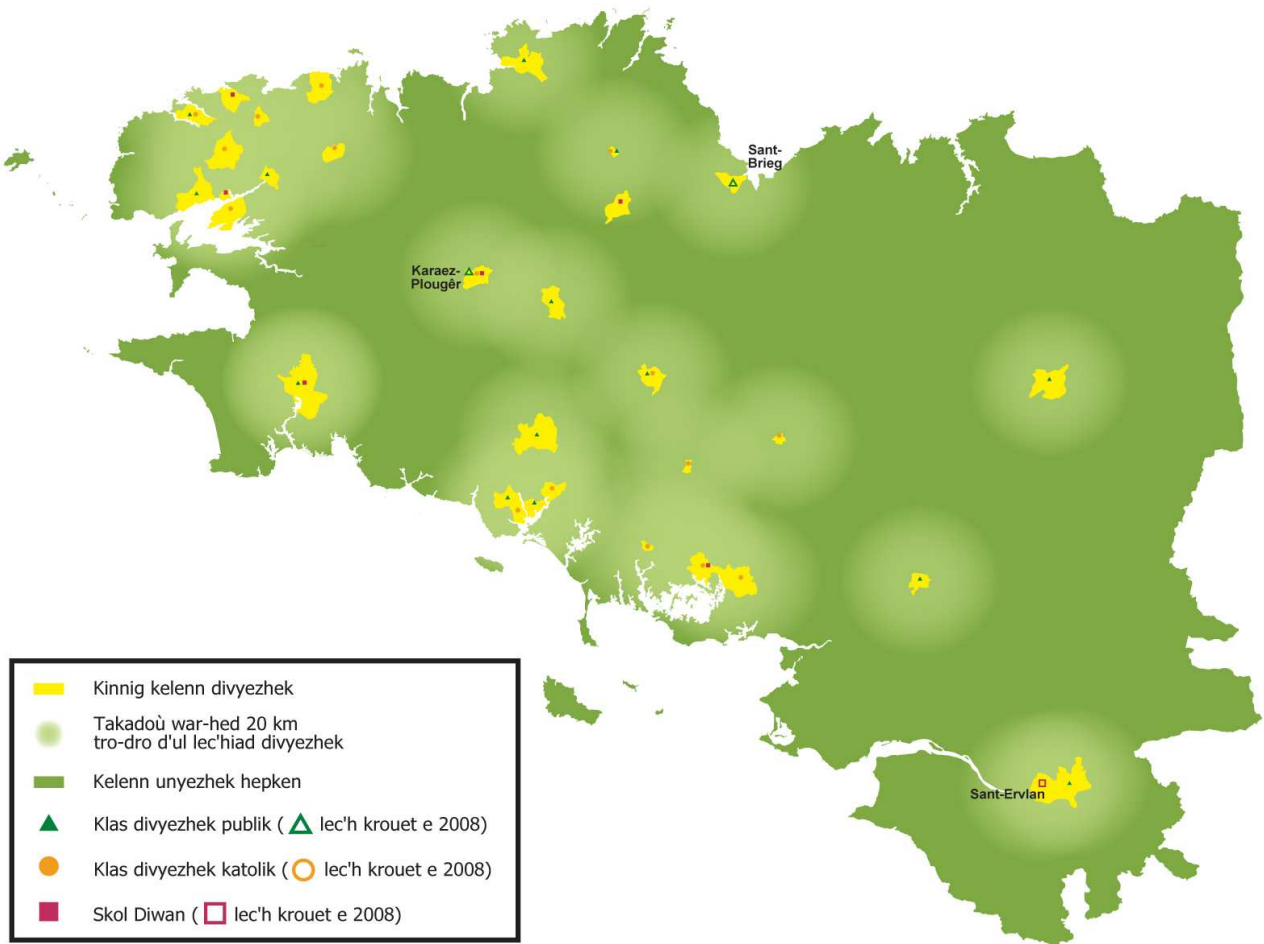 Sant-
Brieg
Karaez-
Plougêr
Sant-Ervlan
Kinnig kelenn divyezhek
Takadoù war-hed 20 km
tro-dro d'ul lec'hiad divyezhek
Kelenn unyezhek hepken
Klas divyezhek publik ( lec'h krouet e 2008)
Klas divyezhek katolik ( lec'h krouet e 2008)
Skol Diwan ( lec'h krouet e 2008)